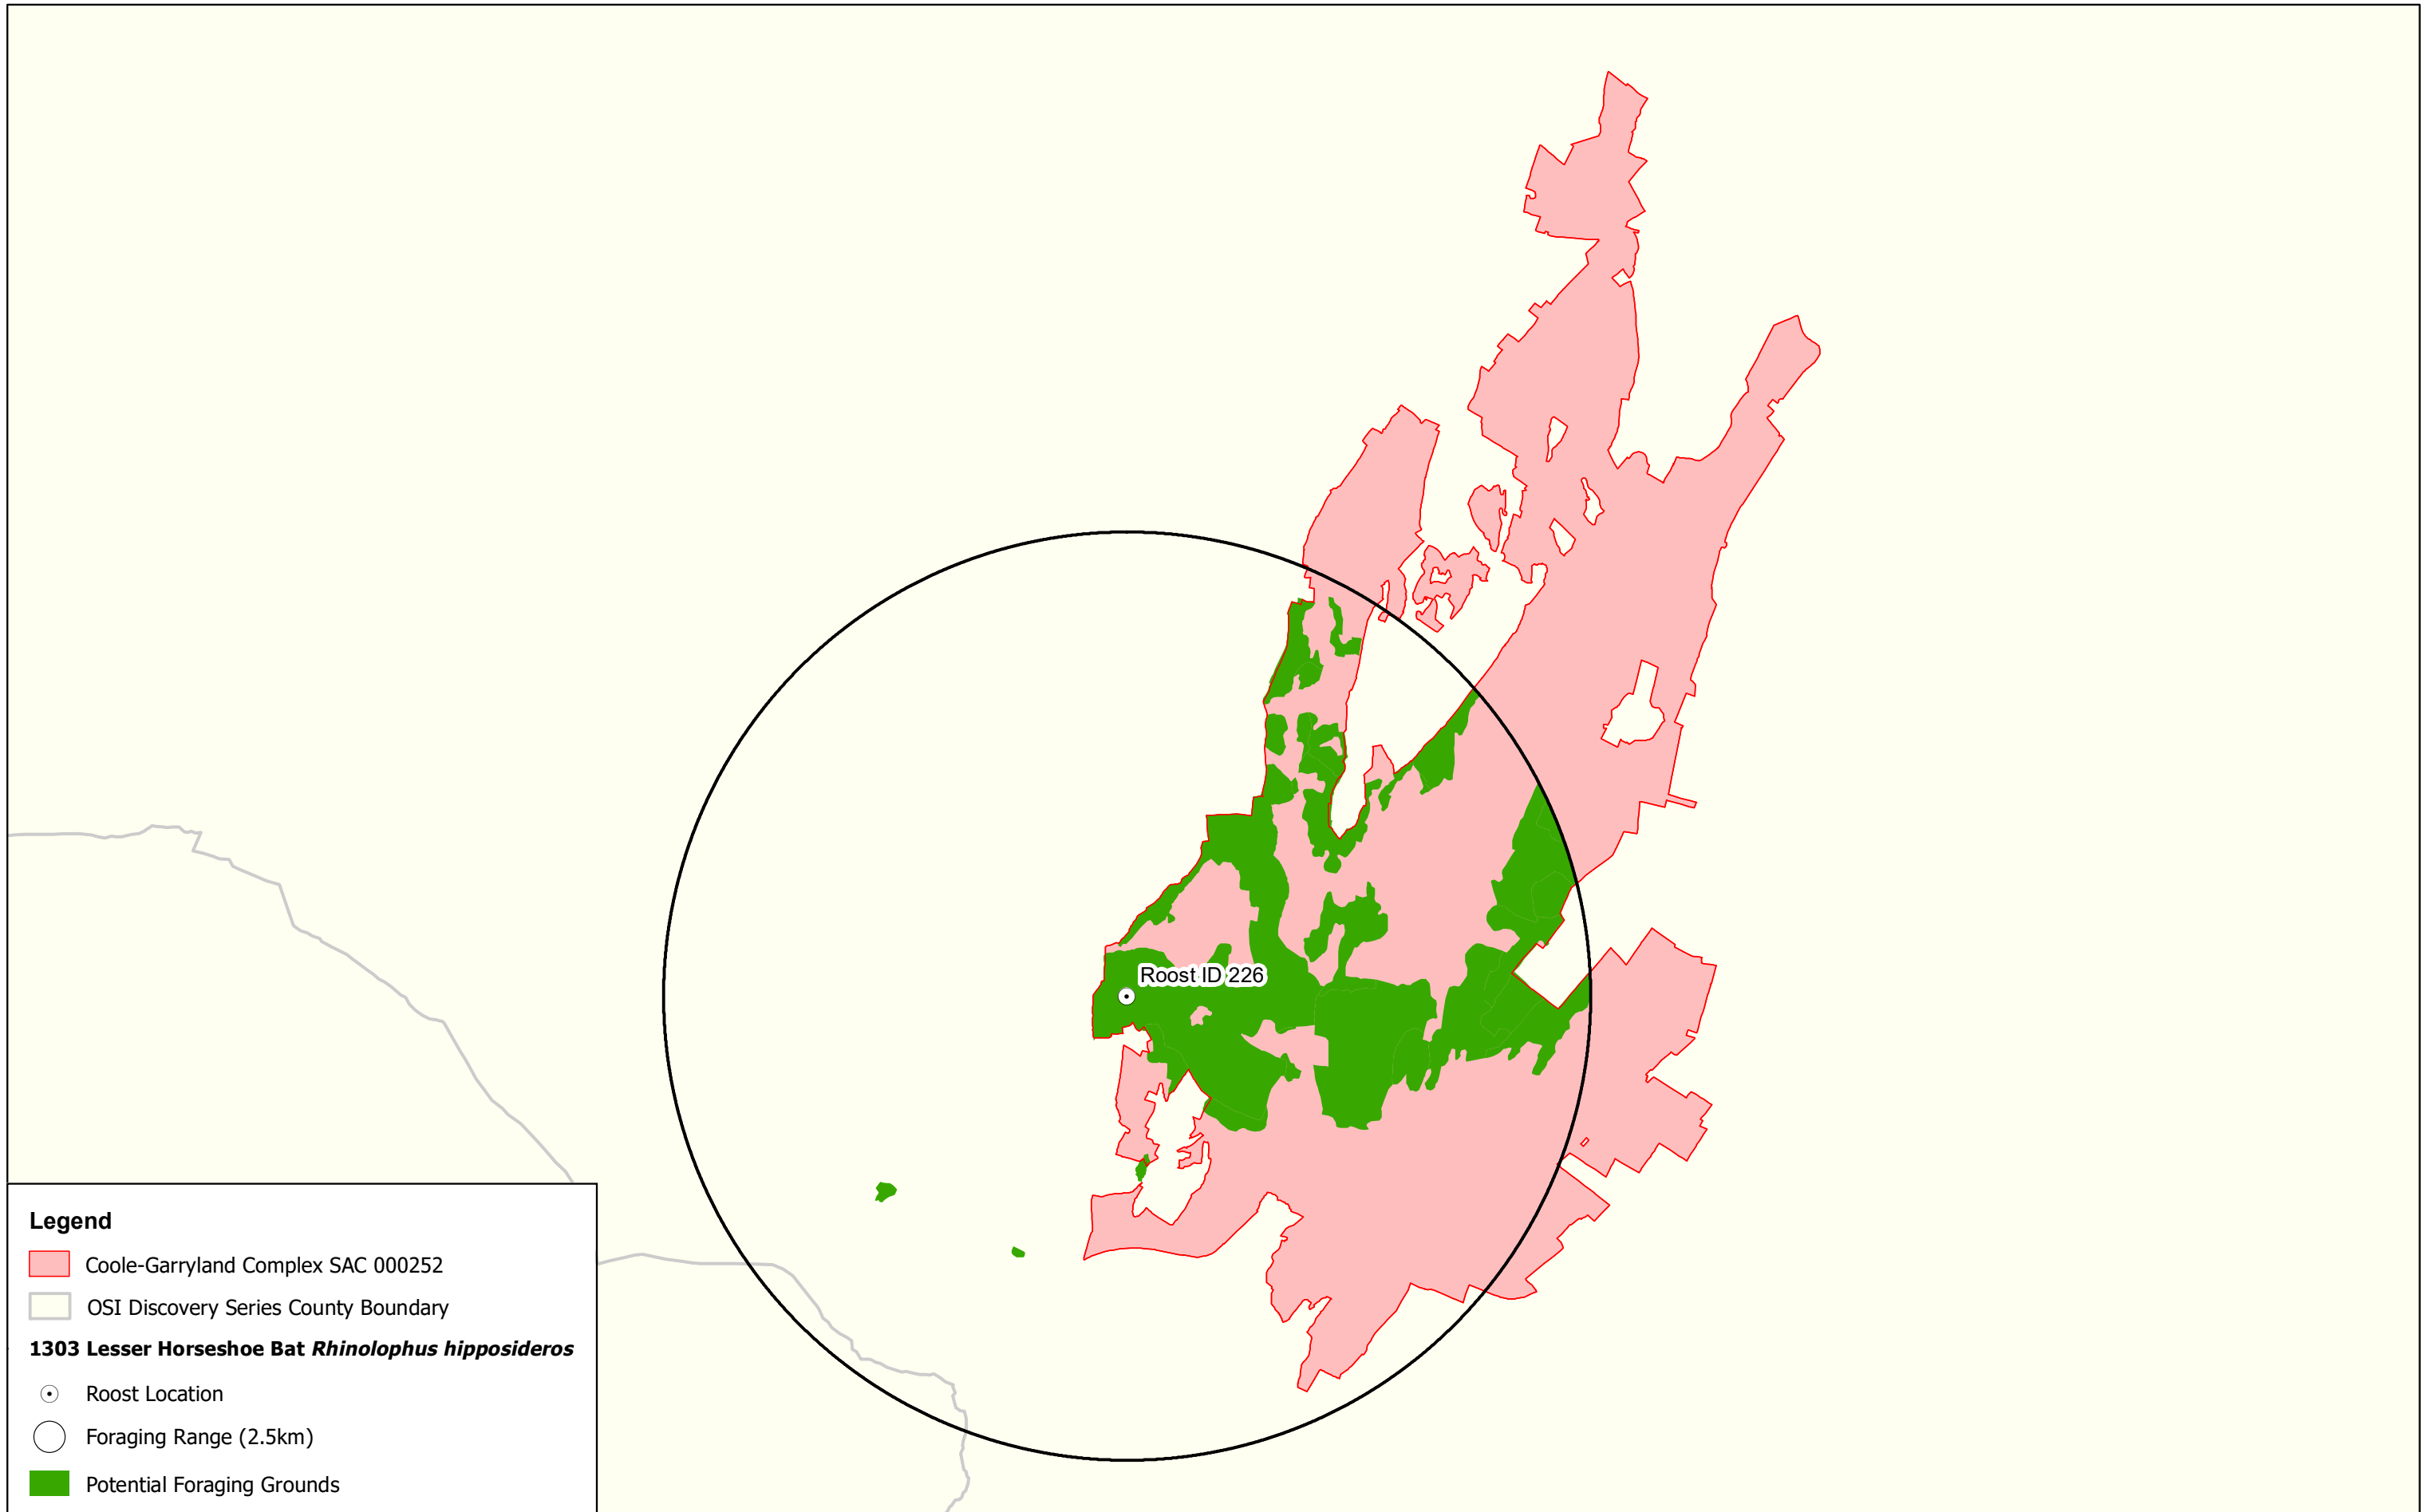 Roost ID 226
Legend
Coole-Garryland Complex SAC 000252
OSI Discovery Series County Boundary
1303 Lesser Horseshoe Bat Rhinolophus hipposideros
Roost Location
Foraging Range (2.5km)
Potential Foraging Grounds